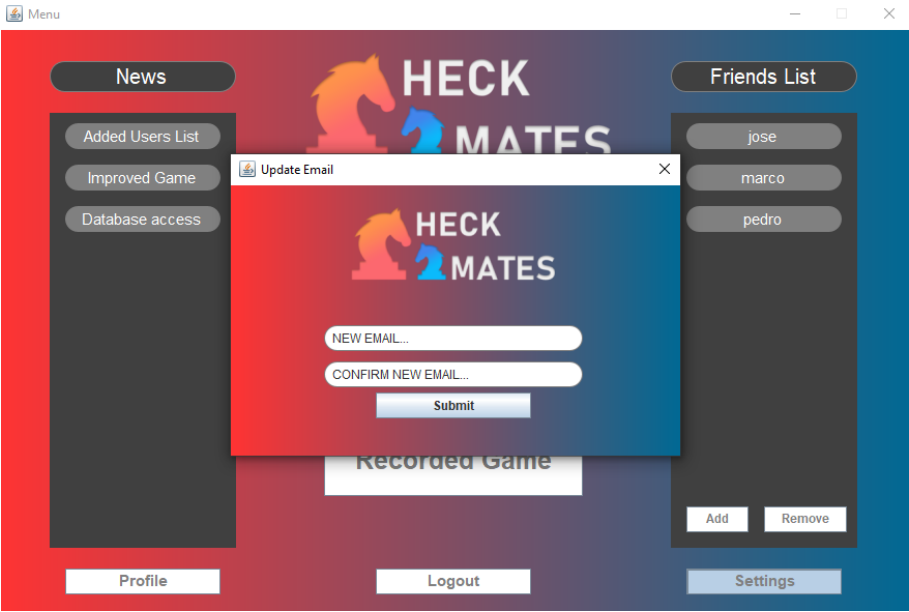 Menu
News
Added Users List
Improved Game
Database access
HECK
MATES
Friends List
jose
marco
pedro
Add
Remove
Update Email
HECK
MATES
NEW EMAIL...
CONFIRM NEW EMAIL...
Submit
Recorded Game
Profile
Logout
Settings